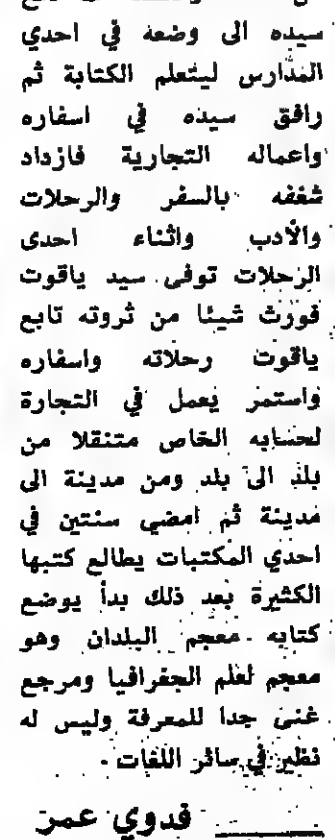 سيده الى وضعه في احدي
المدارس ليتعلم الكتابة ثم
رافق سيده في اسفاره
واعماله التجارية فازداد
شغفه بالسفر والرحلات
والأدب واثناء احدى
الرحلات توفى سيد ياقوت
فورث شيئا من ثروته تابع
ياقوت رحلاته واسفاره
واستمر يعمل في التجارة
لحسابه الخاص متنقلا من
بلد الى بلد ومن مدينة الى
مدينة ثم امضي سنتين في
احدي المكتبات يطالع كتبها
الكثيرة بعد ذلك بدأ يوضع
كتابه معجم البلدان وهو
معجم لعلم الجغرافيا ومرجع
غنى جدا للمعرفة وليس له
نظير في سائر اللغات .
فدوي عمر